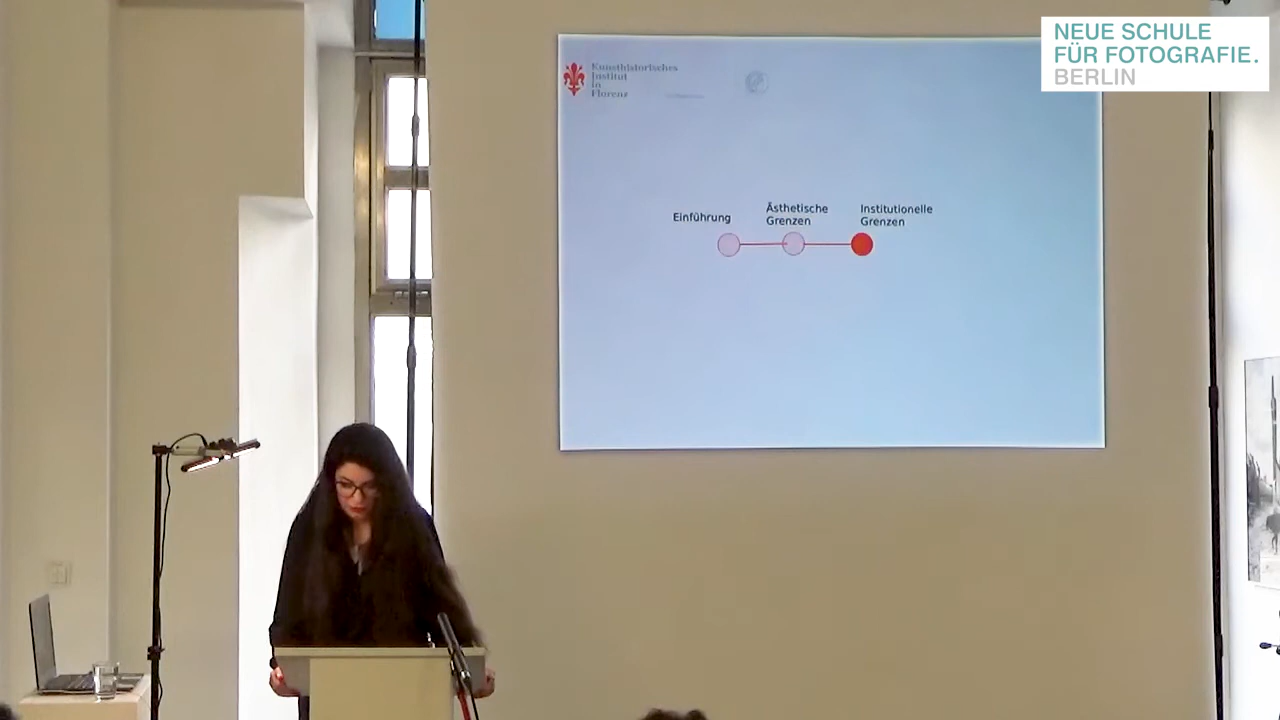 NEUE SCHULE
FÜR FOTOGRAFIE.
BERLIN
Kunsthistorisches
Institut
in
Florenz
Einführung
Ästhetische
Grenzen
Institutionelle
Grenzen